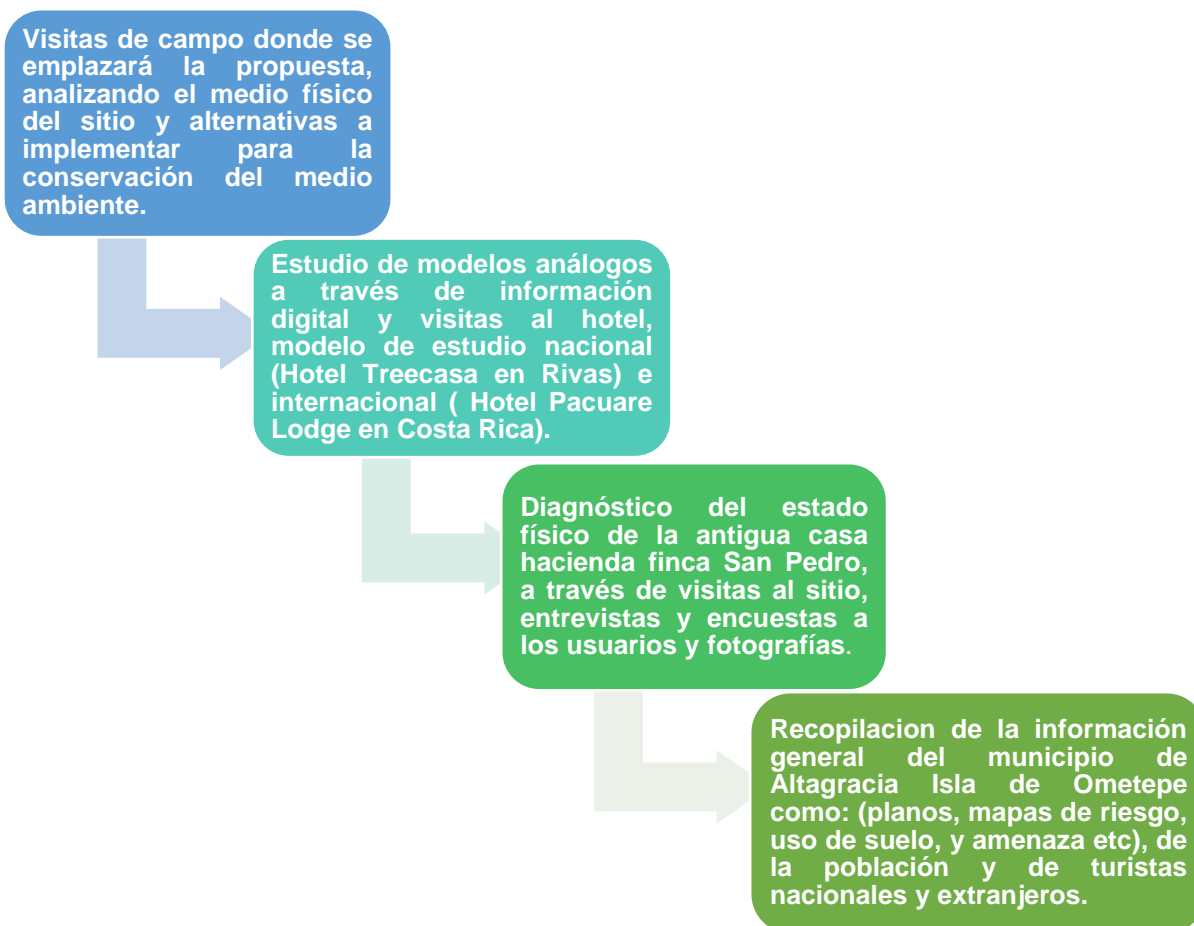 Visitas de campo donde se
emplazará la propuesta,
analizando el medio físico
del sitio y alternativas a
implementar para la
conservación del medio
ambiente.
Estudio de modelos análogos
a través de información
digital y visitas al hotel,
modelo de estudio nacional
(Hotel Treecasa en Rivas) e
internacional ( Hotel Pacuare
Lodge en Costa Rica).
Diagnóstico del estado
físico de la antigua casa
hacienda finca San Pedro,
a través de visitas al sitio,
entrevistas y encuestas a
los usuarios y fotografías.
Recopilacion de la información
general del municipio de
Altagracia Isla de Ometepe
como: (planos, mapas de riesgo,
uso de suelo, y amenaza etc), de
la población y de turistas
nacionales y extranjeros.